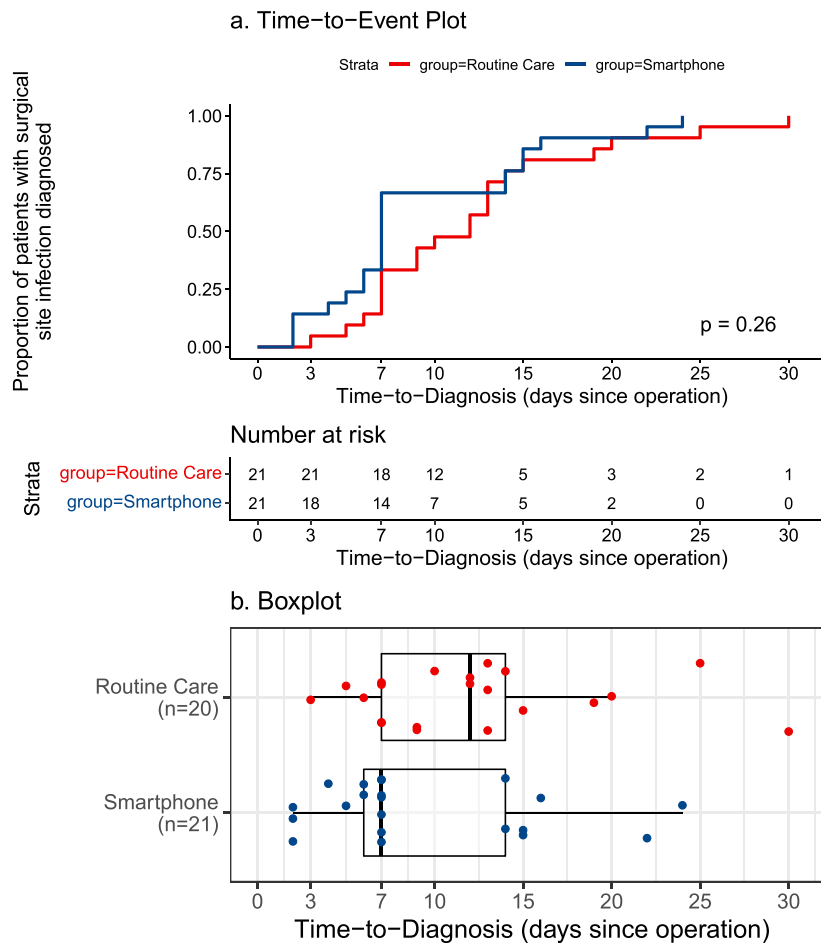 a. Time−to−Event Plot
Strata group=Routine Care group=Smartphone
Proportion of patients with surgical
site infection diagnosed
1.00
0.75
0.50
0.25
0.00
p = 0.26
0 3 7 10 15 20 25 30
Time−to−Diagnosis (days since operation)
Number at risk
Strata
group=Routine Care 21 21 18 12 5 3 2 1
group=Smartphone 21 18 14 7 5 2 0 0
0 3 7 10 15 20 25 30
Time−to−Diagnosis (days since operation)
b. Boxplot
Routine Care
(n=20)
Smartphone
(n=21)
0 3 7 10 15 20 25 30
Time−to−Diagnosis (days since operation)